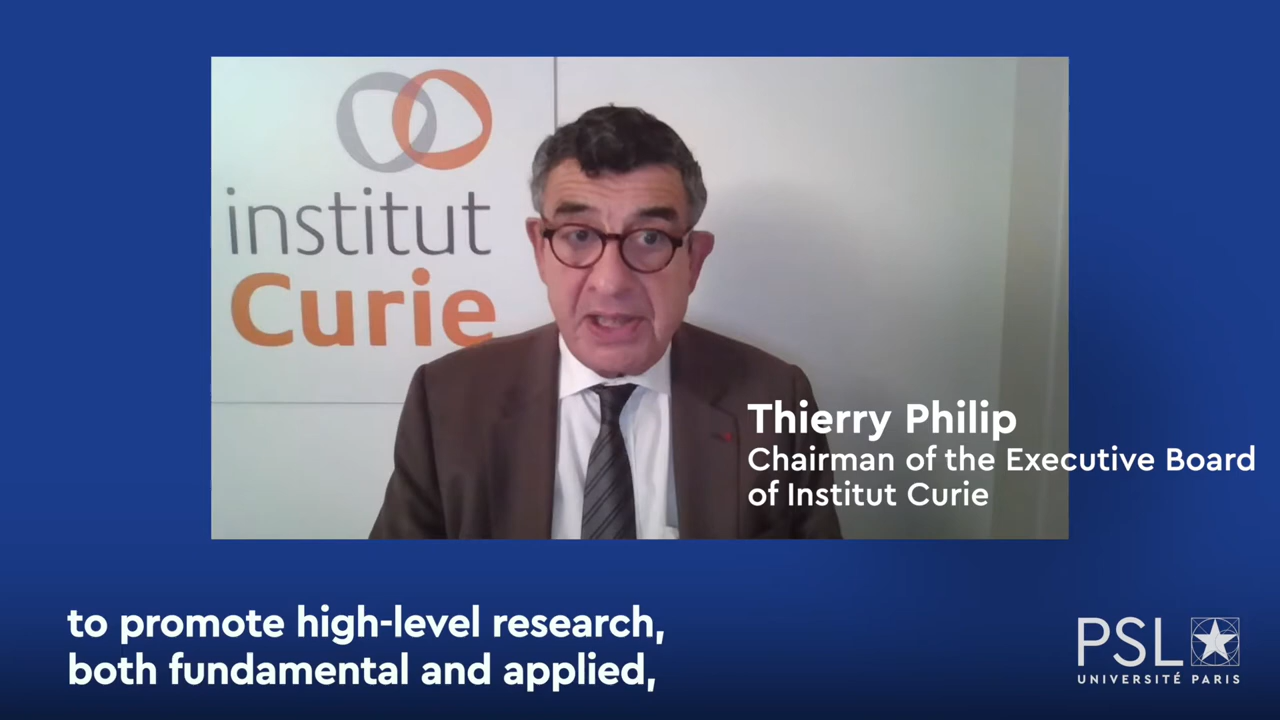 institut
Curie
Thierry Philip
Chairman of the Executive Board
of Institut Curie
to promote high-level research,
both fundamental and applied,
PSL
UNIVERSITÉ PARIS